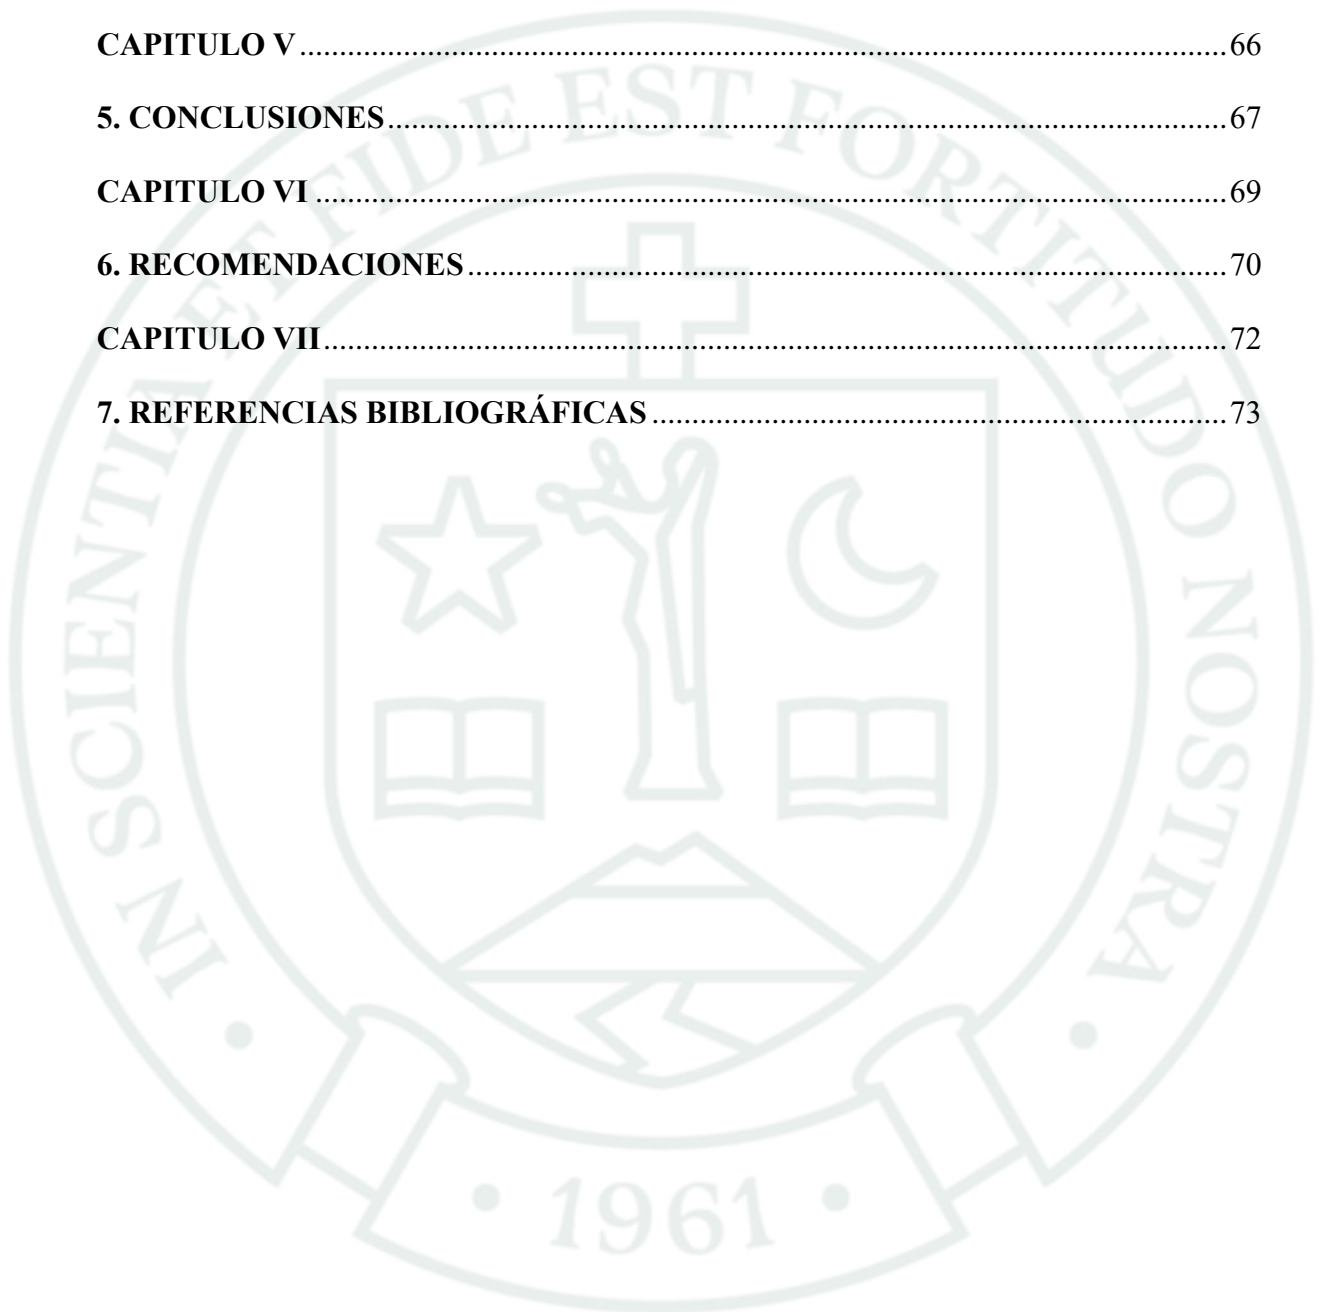 CAPITULO V ........ 66
5. CONCLUSIONES ........ 67
CAPITULO VI ........ 69
6. RECOMENDACIONES ........ 70
CAPITULO VII ........ 72
7. REFERENCIAS BIBLIOGRÁFICAS ........ 73
IN SCIENTIA ET FIDE EST FORTITUDO NOSTRA
• 1961 •